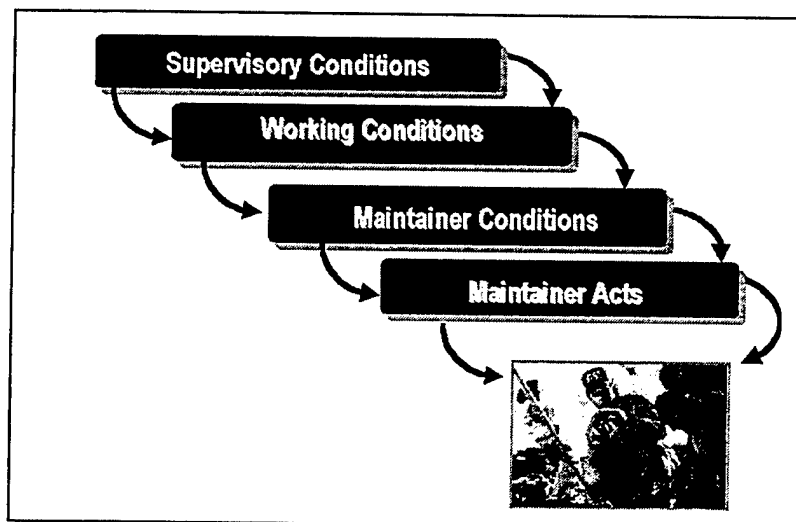 Supervisory Conditions
Working Conditions
Maintainer Conditions
Maintainer Acts